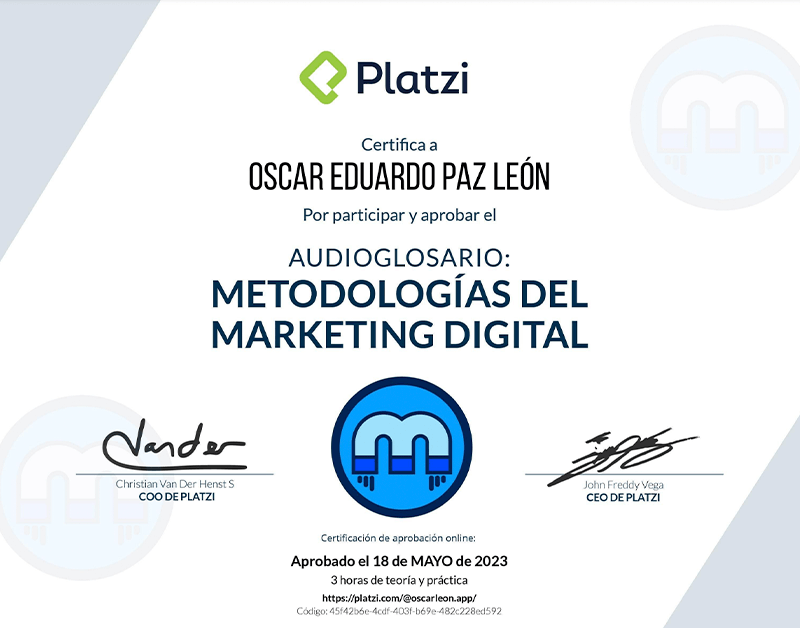 Platzi
Certifica a
OSCAR EDUARDO PAZ LEÓN
Por participar y aprobar el
AUDIOGLOSARIO:
METODOLOGÍAS DEL
MARKETING DIGITAL
Vander
Christian Van Der Henst S
COO DE PLATZI
John Freddy Vega
CEO DE PLATZI
m
Certificación de aprobación online:
Aprobado el 18 de MAYO de 2023
3 horas de teoría y práctica
https://platzi.com/@oscarleon.app/
Código: 45f42b6e-4cdf-403f-b69e-482c228ed592